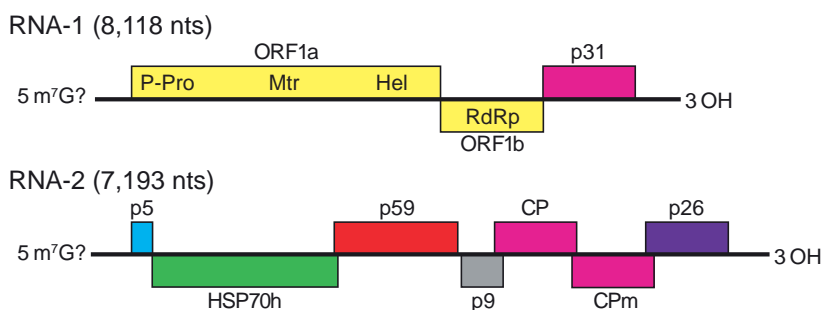 RNA-1 (8,118 nts)
ORF1a
p31
P-Pro Mtr Hel
5 m⁷G?
3 OH
RdRp
ORF1b
RNA-2 (7,193 nts)
p5 p59 CP p26
5 m⁷G?
3 OH
HSP70h p9 CPm